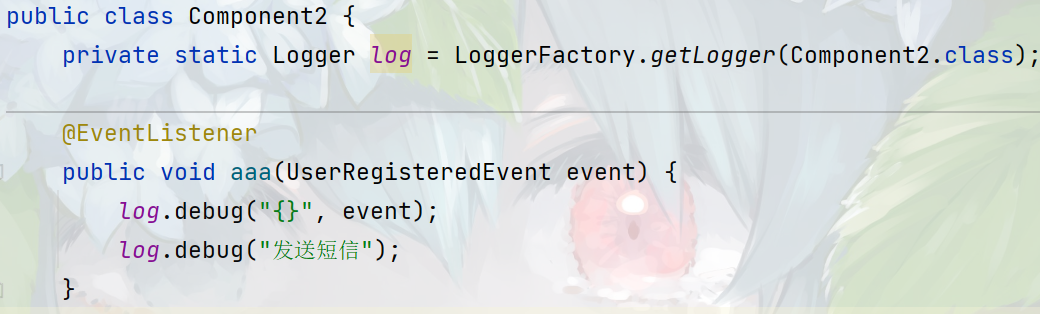 public class Component2 {
    private static Logger log = LoggerFactory.getLogger(Component2.class);
    @EventListener
    public void aaa(UserRegisteredEvent event) {
        log.debug("{}", event);
        log.debug("发送短信");
    }